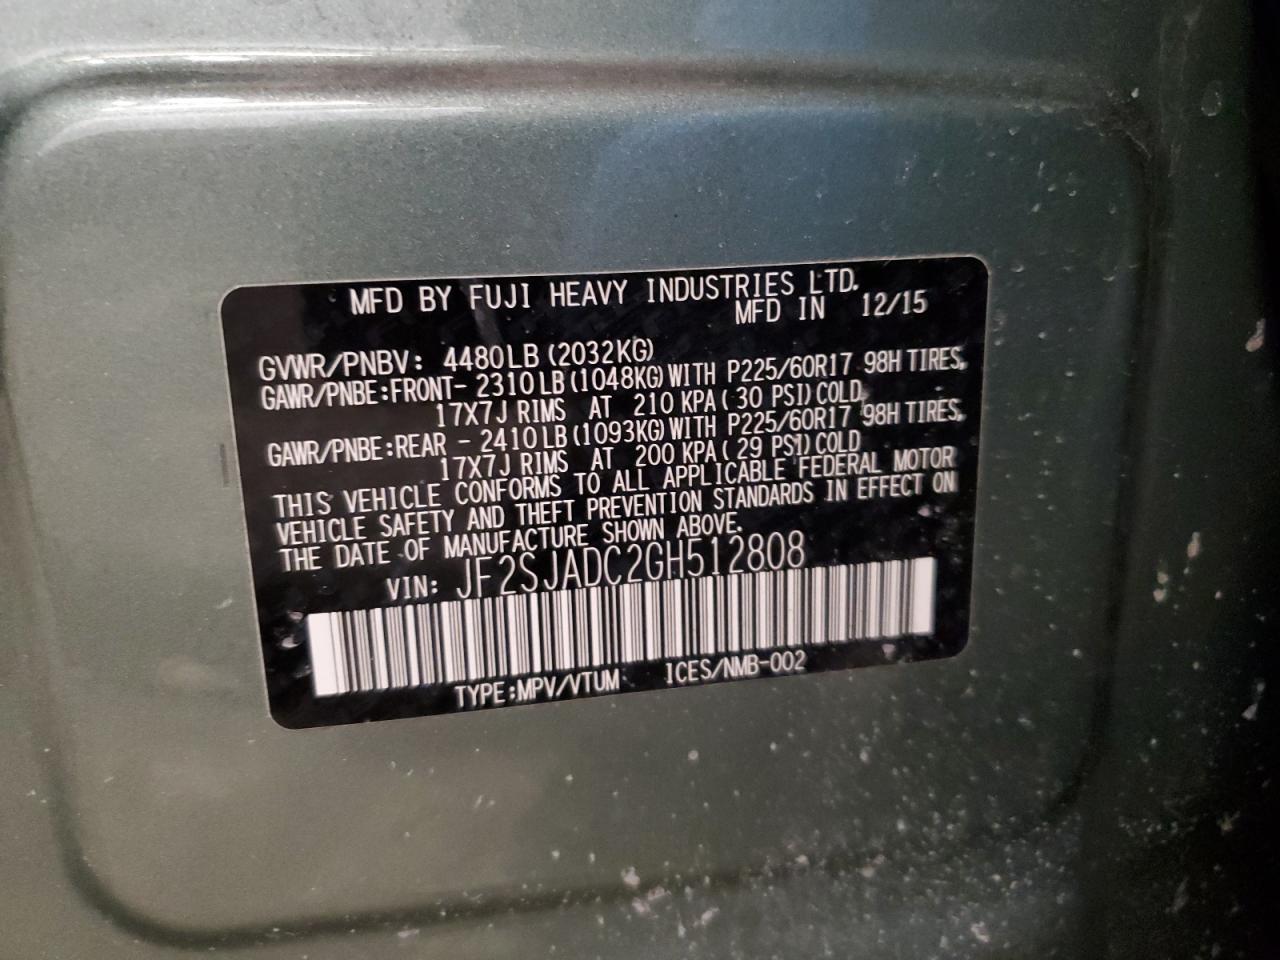 MFD BY FUJI HEAVY INDUSTRIES LTD.
MFD IN 12/15
GVWR/PNBV: 4480LB (2032KG)
GAWR/PNBE:FRONT- 2310LB (1048KG) WITH P225/60R17 98H TIRES,
17X7J RIMS AT 210 KPA ( 30 PSI) COLD.
GAWR/PNBE:REAR - 2410LB (1093KG) WITH P225/60R17 98H TIRES,
17X7J RIMS AT 200 KPA ( 29 PSI) COLD
THIS VEHICLE CONFORMS TO ALL APPLICABLE FEDERAL MOTOR
VEHICLE SAFETY AND THEFT PREVENTION STANDARDS IN EFFECT ON
THE DATE OF MANUFACTURE SHOWN ABOVE.
VIN: JF2SJADC2GH512808
TYPE:MPV/VTUM ICES/NMB-002